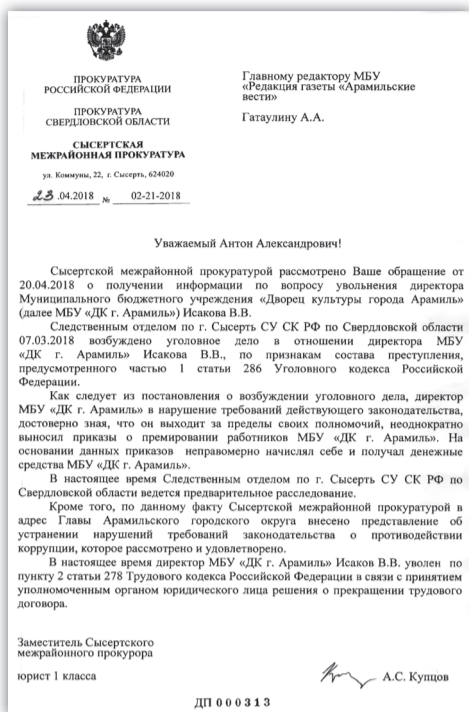 ПРОКУРАТУРА
РОССИЙСКОЙ ФЕДЕРАЦИИ
ПРОКУРАТУРА
СВЕРДЛОВСКОЙ ОБЛАСТИ
СЫСЕРТСКАЯ
МЕЖРАЙОННАЯ ПРОКУРАТУРА
ул. Коммуны, 22, г. Сысерть, 624020
23 .04.2018 № 02-21-2018
Главному редактору МБУ
«Редакция газеты «Арамильские
вести»
Гатаулину А.А.
Уважаемый Антон Александрович!
Сысертской межрайонной прокуратурой рассмотрено Ваше обращение от
20.04.2018 о получении информации по вопросу увольнения директора
Муниципального бюджетного учреждения «Дворец культуры города Арамиль»
(далее МБУ «ДК г. Арамиль») Исакова В.В.
Следственным отделом по г. Сысерть СУ СК РФ по Свердловской области
07.03.2018 возбуждено уголовное дело в отношении директора МБУ
«ДК г. Арамиль» Исакова В.В., по признакам состава преступления,
предусмотренного частью 1 статьи 286 Уголовного кодекса Российской
Федерации.
Как следует из постановления о возбуждении уголовного дела, директор
МБУ «ДК г. Арамиль» в нарушение требований действующего законодательства,
достоверно зная, что он выходит за пределы своих полномочий, неоднократно
выносил приказы о премировании работников МБУ «ДК г. Арамиль». На
основании данных приказов неправомерно начислял себе и получал денежные
средства МБУ «ДК г. Арамиль».
В настоящее время Следственным отделом по г. Сысерть СУ СК РФ по
Свердловской области ведется предварительное расследование.
Кроме того, по данному факту Сысертской межрайонной прокуратурой в
адрес Главы Арамильского городского округа внесено представление об
устранении нарушений требований законодательства о противодействии
коррупции, которое рассмотрено и удовлетворено.
В настоящее время директор МБУ «ДК г. Арамиль» Исаков В.В. уволен по
пункту 2 статьи 278 Трудового кодекса Российской Федерации в связи с принятием
уполномоченным органом юридического лица решения о прекращении трудового
договора.
Заместитель Сысертского
межрайонного прокурора
юрист 1 класса
А.С. Купцов
ДП 000313